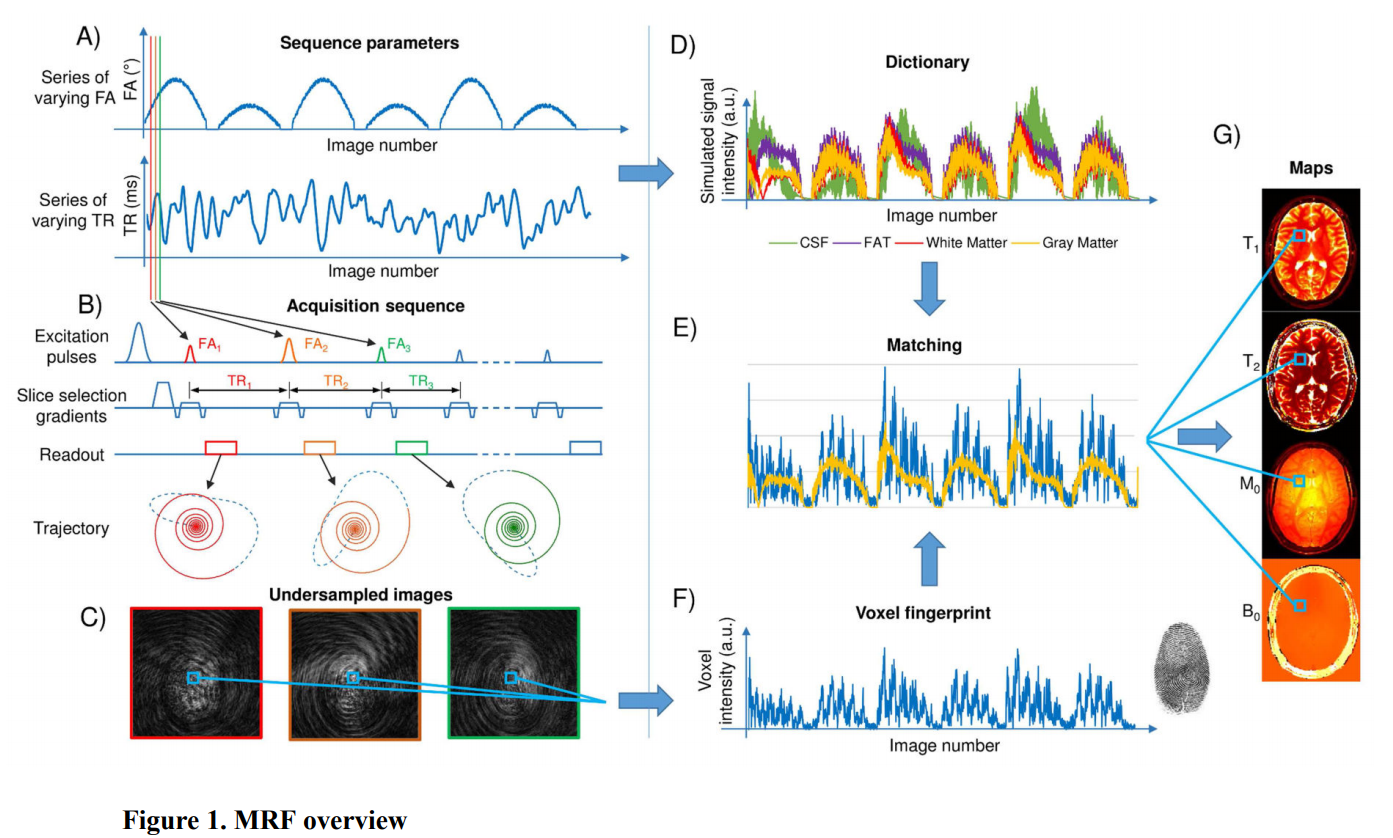 A)
Sequence parameters
Series of
varying FA
FA (°)
Image number
Series of
varying TR
TR (ms)
Image number
B)
Acquisition sequence
Excitation
pulses
FA1
FA2
FA3
Slice selection
gradients
TR1
TR2
TR3
Readout
Trajectory
C)
Undersampled images
D)
Dictionary
Simulated signal
intensity (a.u.)
Image number
CSF
FAT
White Matter
Gray Matter
E)
Matching
F)
Voxel fingerprint
Voxel
intensity (a.u.)
Image number
G)
Maps
T1
T2
M0
B0
Figure 1. MRF overview